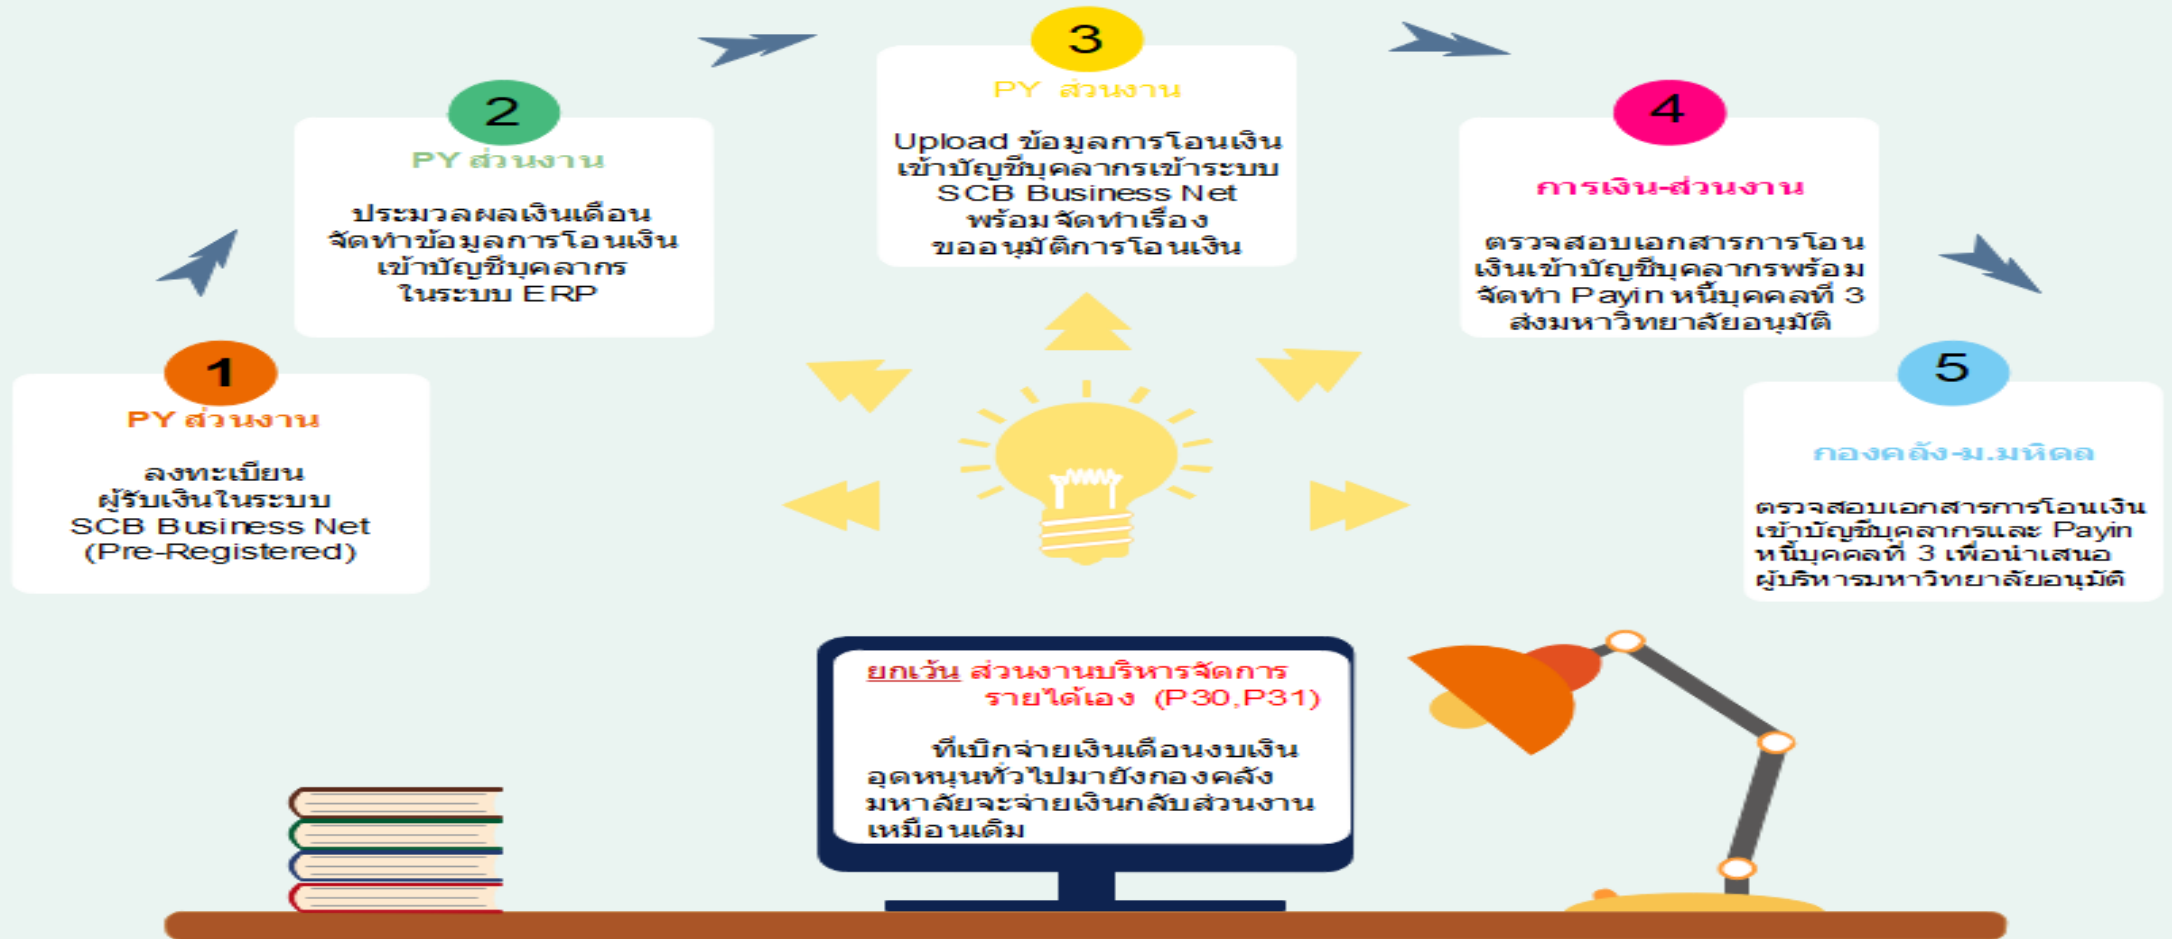 1
PY ส่วนงาน
ลงทะเบียน
ผู้รับเงินในระบบ
SCB Business Net
(Pre-Registered)
2
PY ส่วนงาน
ประมวลผลเงินเดือน
จัดทำข้อมูลการโอนเงิน
เข้าบัญชีบุคลากร
ในระบบ ERP
3
PY ส่วนงาน
Upload ข้อมูลการโอนเงิน
เข้าบัญชีบุคลากรเข้าระบบ
SCB Business Net
พร้อมจัดทำเรื่อง
ขออนุมัติการโอนเงิน
4
การเงิน-ส่วนงาน
ตรวจสอบเอกสารการโอน
เงินเข้าบัญชีบุคลากรพร้อม
จัดทำ Payin หนี้บุคคลที่ 3
ส่งมหาวิทยาลัยอนุมัติ
5
กองคลัง-ม.มหิดล
ตรวจสอบเอกสารการโอนเงิน
เข้าบัญชีบุคลากรและ Payin
หนี้บุคคลที่ 3 เพื่อนำเสนอ
ผู้บริหารมหาวิทยาลัยอนุมัติ
ยกเว้น ส่วนงานบริหารจัดการ
รายได้เอง (P30,P31)
ที่เบิกจ่ายเงินเดือนงบเงิน
อุดหนุนทั่วไปมายังกองคลัง
มหาลัยจะจ่ายเงินกลับส่วนงาน
เหมือนเดิม